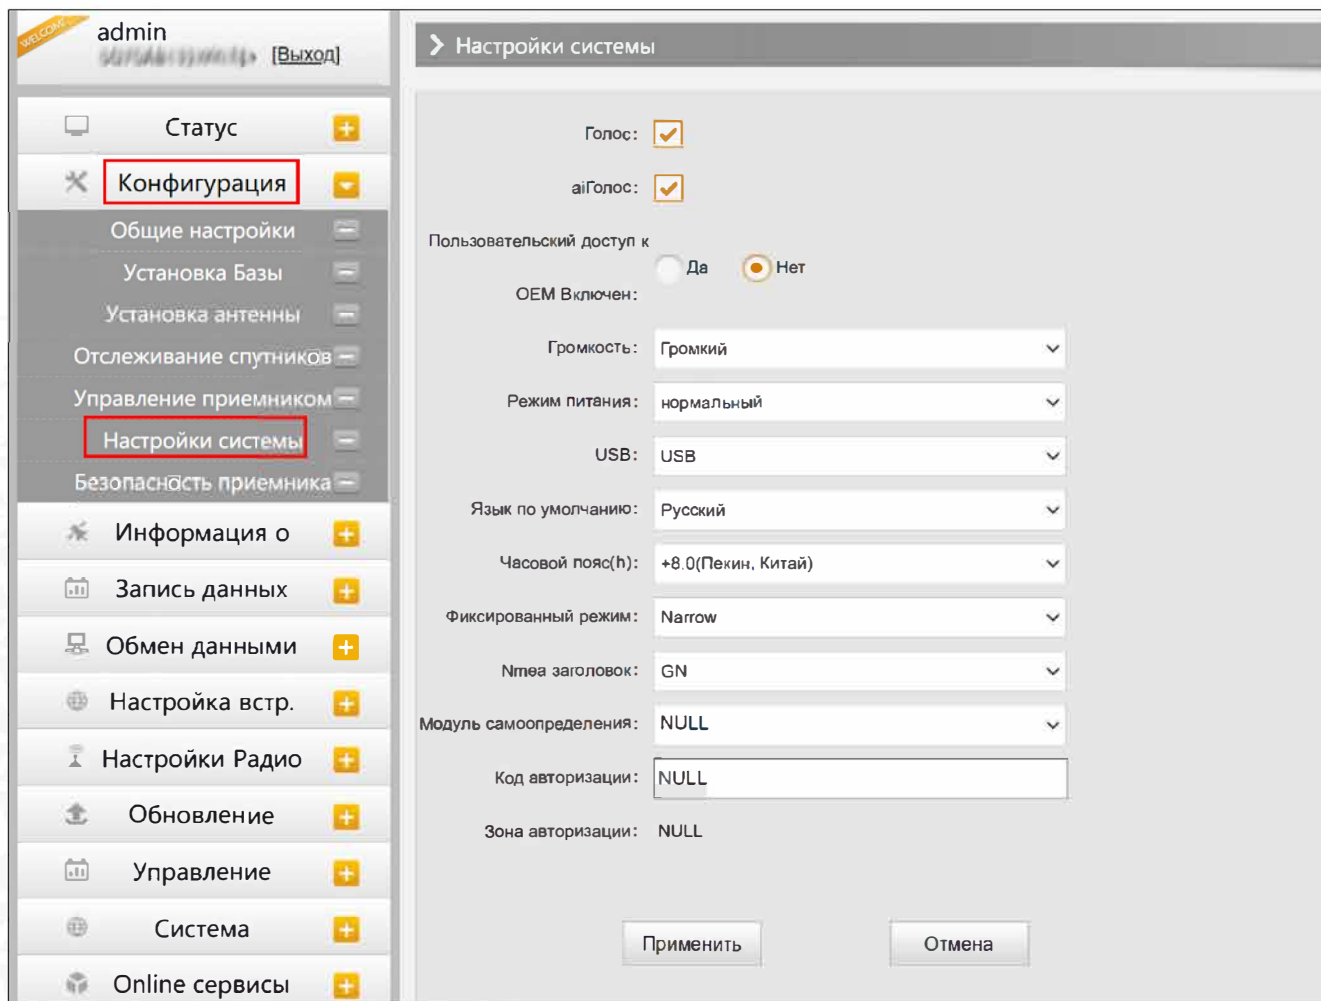 WELCOME
admin
[Выход]
Статус
Конфигурация
Общие настройки
Установка Базы
Установка антенны
Отслеживание спутников
Управление приемником
Настройки системы
Безопасность приемника
Информация о
Запись данных
Обмен данными
Настройка встр.
Настройки Радио
Обновление
Управление
Система
Online сервисы
Настройки системы
Голос:
aiГолос:
Пользовательский доступ к
Да Нет
OEM Включен:
Громкость: Громкий
Режим питания: нормальный
USB: USB
Язык по умолчанию: Русский
Часовой пояс(h): +8.0(Пекин, Китай)
Фиксированный режим: Narrow
Nmea заголовок: GN
Модуль самоопределения: NULL
Код авторизации: NULL
Зона авторизации: NULL
Применить Отмена